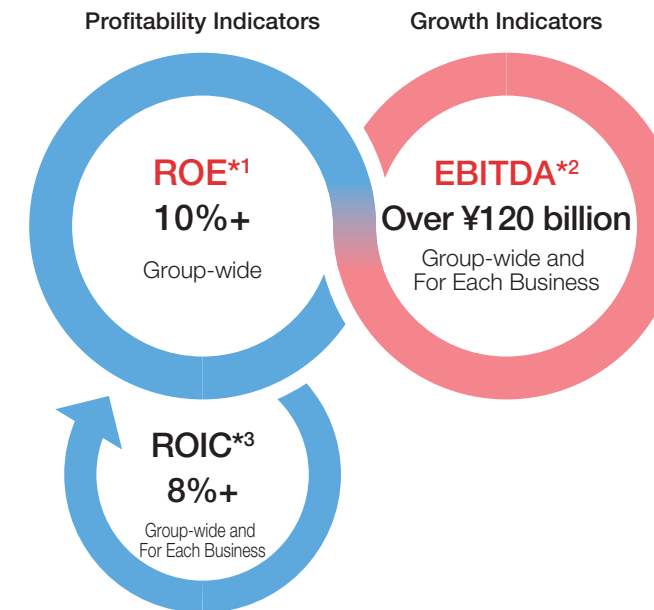 Profitability Indicators
Growth Indicators
ROE*1
10%+
Group-wide
EBITDA*2
Over ¥120 billion
Group-wide and
For Each Business
ROIC*3
8%+
Group-wide and
For Each Business